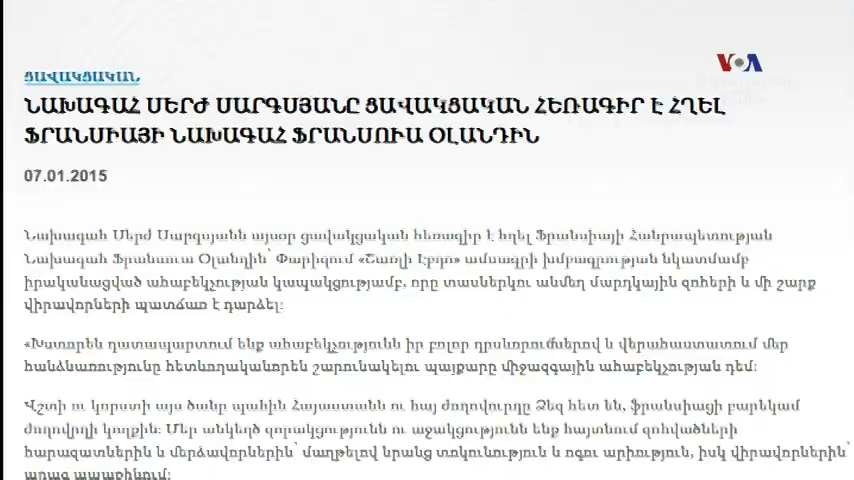 VOA
ՑԱՎԱԿՑԱԿԱՆ
ՆԱԽԱԳԱՀ ՍԵՐԺ ՍԱՐԳՍՅԱՆԸ ՑԱՎԱԿՑԱԿԱՆ ՀԵՌԱԳԻՐ Է ՀՂԵԼ
ՖՐԱՆՍԻԱՅԻ ՆԱԽԱԳԱՀ ՖՐԱՆՍՈՒԱ ՕԼԱՆԴԻՆ
07.01.2015
Նախագահ Սերժ Սարգսյանն այսօր ցավակցական հեռագիր է հղել Ֆրանսիայի Հանրապետության
Նախագահ Ֆրանսուա Օլանդին՝ Փարիզում «Շառլի Էբդո» ամսագրի խմբագրության նկատմամբ
իրականացված ահաբեկչության կապակցությամբ, որը տասներկու անմեղ մարդկային զոհերի և մի շարք
վիրավորների պատճառ է դարձել:
«Խստորեն դատապարտում ենք ահաբեկչությունն իր բոլոր դրսևորումներով և վերահաստատում մեր
հանձնառությունը հետևողականորեն շարունակելու պայքարը միջազգային ահաբեկչության դեմ:
Վշտի ու կորստի այս ծանր պահին Հայաստանն ու հայ ժողովուրդը Ձեզ հետ են, ֆրանսիացի բարեկամ
ժողովրդի կողքին: Մեր անկեղծ զորակցությունն ու աջակցությունն ենք հայտնում զոհվածների
հարազատներին և մերձավորներին՝ մաղթելով նրանց տոկունություն և ոգու արիություն, իսկ վիրավորներին՝
արագ ապաքինում: